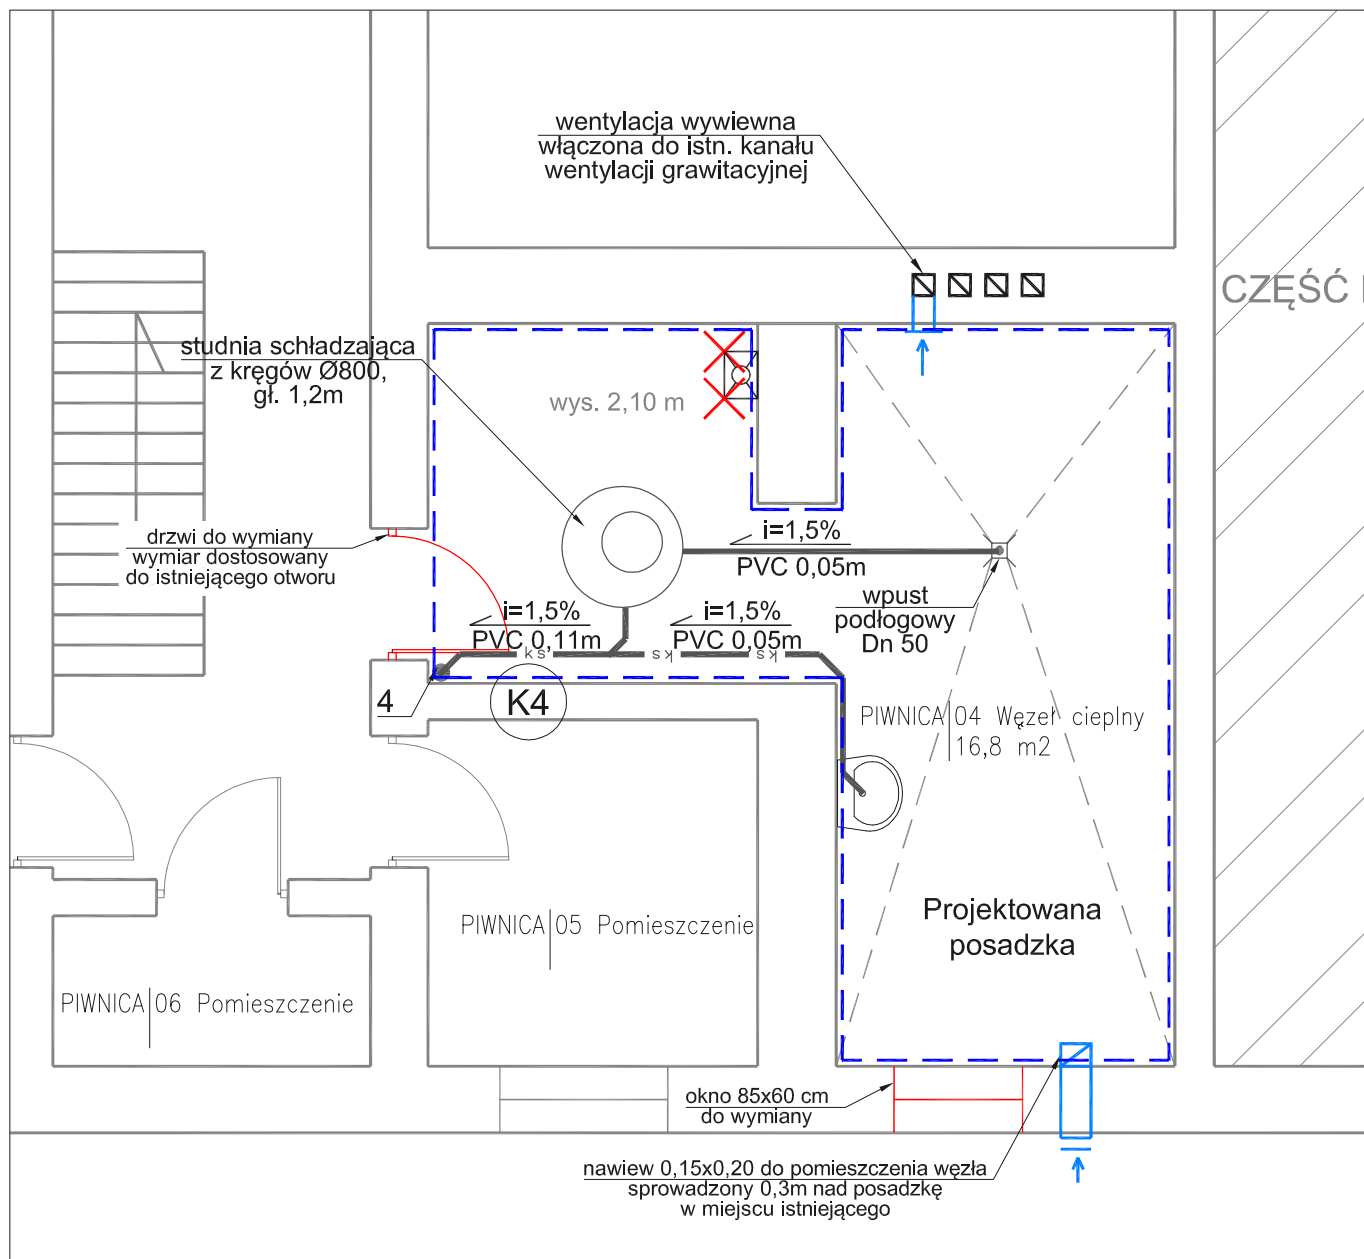 wentylacja wywiewna
włączona do istn. kanału
wentylacji grawitacyjnej
CZĘŚĆ
studnia schładzająca
z kręgów Ø800,
gł. 1,2m
wys. 2,10 m
drzwi do wymiany
wymiar dostosowany
do istniejącego otworu
i=1,5%
PVC 0,05m
i=1,5%
PVC 0,11m
i=1,5%
PVC 0,05m
wpust
podłogowy
Dn 50
ks
ks
ks
4
K4
PIWNICA 04 Węzeł cieplny
16,8 m2
Projektowana
posadzka
PIWNICA 05 Pomieszczenie
PIWNICA 06 Pomieszczenie
okno 85x60 cm
do wymiany
nawiew 0,15x0,20 do pomieszczenia węzła
sprowadzony 0,3m nad posadzkę
w miejscu istniejącego